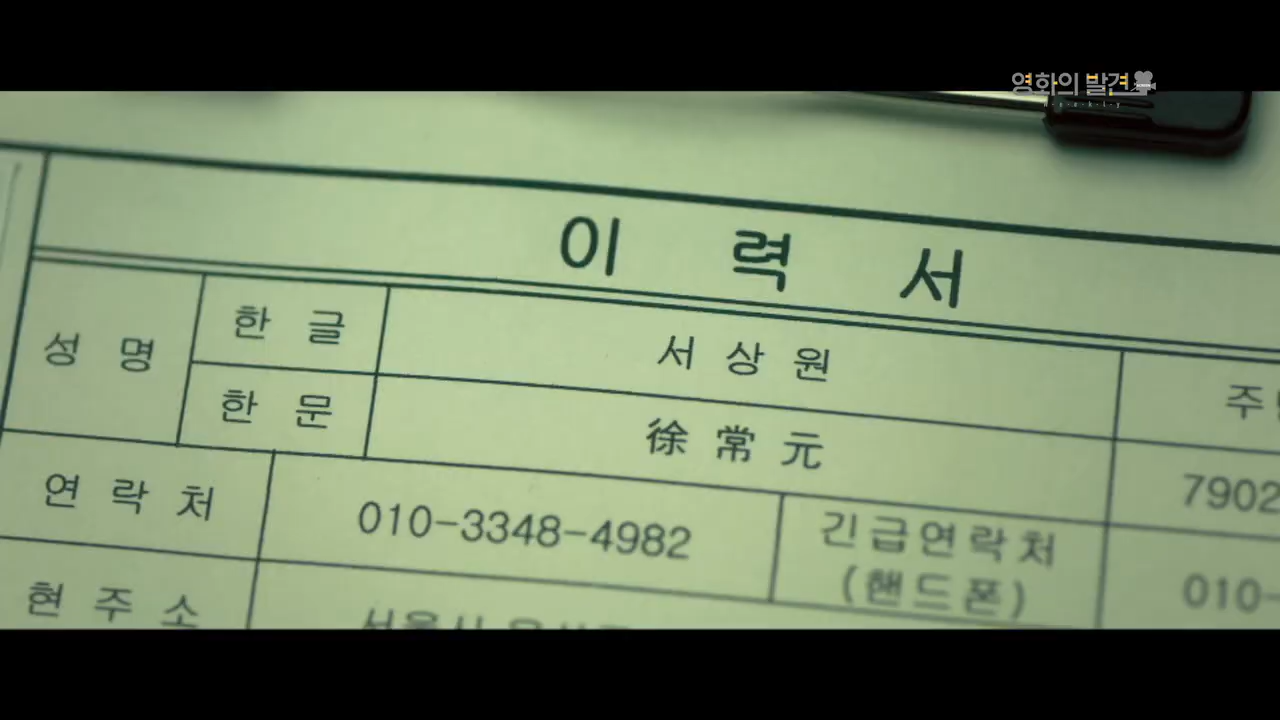 영화의 발견
이 력 서
성 명
한 글
서 상 원
한 문
徐 常 元
7902
연 락 처
010-3348-4982
긴급연락처
(핸드폰)
010-
현 주 소